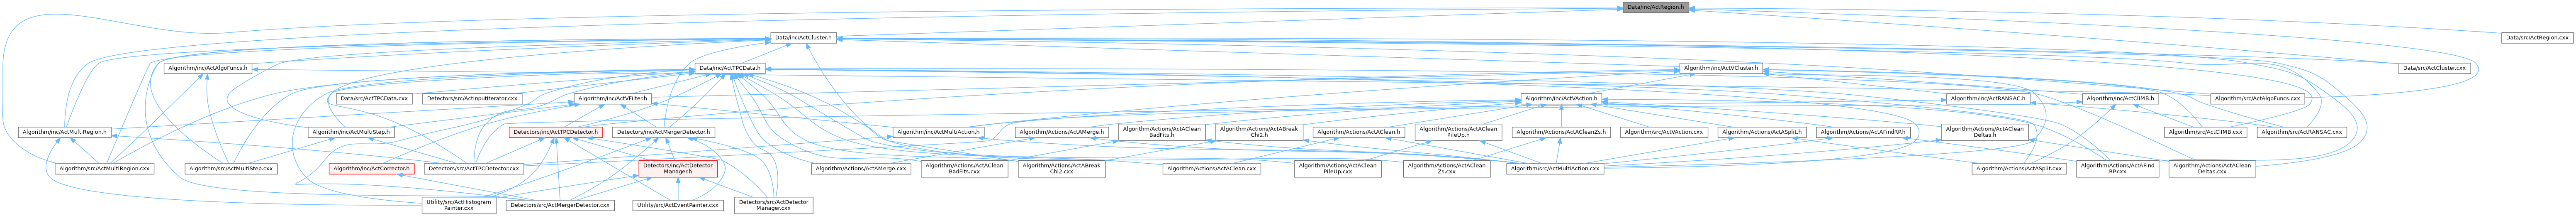 Data/inc/ActRegion.h
Data/inc/ActCluster.h
Data/src/ActRegion.cxx
Algorithm/inc/ActAlgoFuncs.h
Data/inc/ActTPCData.h
Algorithm/inc/ActVCluster.h
Data/src/ActCluster.cxx
Data/src/ActTPCData.cxx
Detectors/src/ActInputIterator.cxx
Algorithm/inc/ActVFilter.h
Algorithm/inc/ActVAction.h
Algorithm/inc/ActRANSAC.h
Algorithm/inc/ActCliMB.h
Algorithm/src/ActAlgoFuncs.cxx
Algorithm/inc/ActMultiRegion.h
Algorithm/inc/ActMultiStep.h
Detectors/inc/ActTPCDetector.h
Detectors/inc/ActMergerDetector.h
Algorithm/inc/ActMultiAction.h
Algorithm/Actions/ActAMerge.h
Algorithm/Actions/ActAClean
BadFits.h
Algorithm/Actions/ActABreak
Chi2.h
Algorithm/Actions/ActAClean.h
Algorithm/Actions/ActAClean
PileUp.h
Algorithm/Actions/ActACleanZs.h
Algorithm/src/ActVAction.cxx
Algorithm/Actions/ActASplit.h
Algorithm/Actions/ActAFindRP.h
Algorithm/Actions/ActAClean
Deltas.h
Algorithm/src/ActCliMB.cxx
Algorithm/src/ActRANSAC.cxx
Algorithm/src/ActMultiRegion.cxx
Algorithm/src/ActMultiStep.cxx
Algorithm/inc/ActCorrector.h
Detectors/src/ActTPCDetector.cxx
Detectors/inc/ActDetector
Manager.h
Algorithm/Actions/ActAMerge.cxx
Algorithm/Actions/ActAClean
BadFits.cxx
Algorithm/Actions/ActABreak
Chi2.cxx
Algorithm/Actions/ActAClean.cxx
Algorithm/Actions/ActAClean
PileUp.cxx
Algorithm/Actions/ActAClean
Zs.cxx
Algorithm/src/ActMultiAction.cxx
Algorithm/Actions/ActASplit.cxx
Algorithm/Actions/ActAFind
RP.cxx
Algorithm/Actions/ActAClean
Deltas.cxx
Utility/src/ActHistogram
Painter.cxx
Detectors/src/ActMergerDetector.cxx
Utility/src/ActEventPainter.cxx
Detectors/src/ActDetector
Manager.cxx